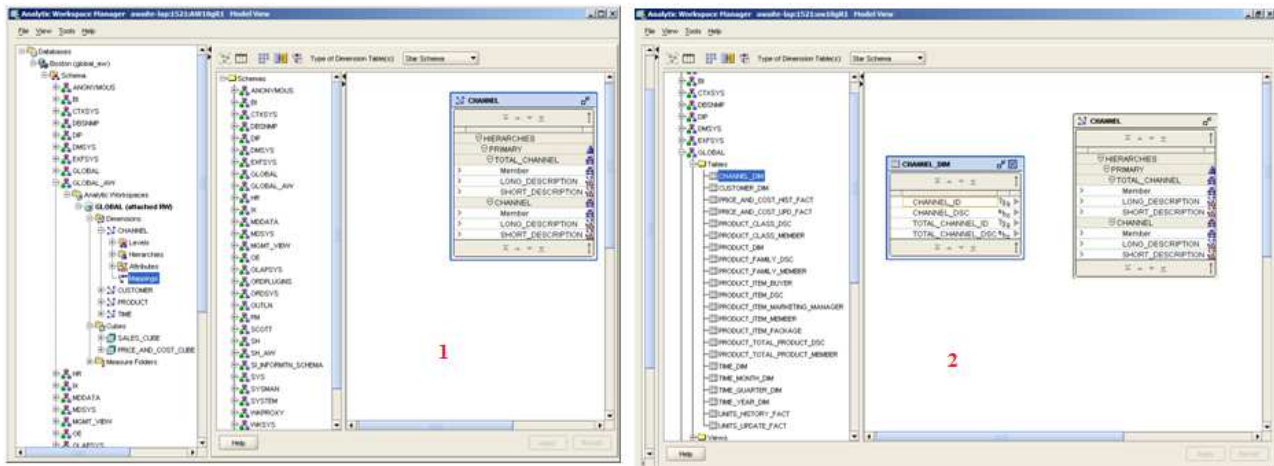 Analytic Workspace Manager awaite-lap:1521:AW10gR1 Model View
File View Tools Help
Databases
Boston (global_aw)
Schema
ANONYMOUS
BI
CTXSYS
DBSNMP
DIP
DMSYS
EXFSYS
GLOBAL
GLOBAL_AW
Analytic Workspaces
GLOBAL (attached RW)
Dimensions
CHANNEL
Levels
Hierarchies
Attributes
Mappings
CUSTOMER
PRODUCT
TIME
Cubes
SALES_CUBE
PRICE_AND_COST_CUBE
Measure Folders
HR
IX
MDDATA
MDSYS
MGMT_VIEW
OE
OLAPSYS
Type of Dimension Table(s) Star Schema
Schemas
ANONYMOUS
BI
CTXSYS
DBSNMP
DIP
DMSYS
EXFSYS
GLOBAL
GLOBAL_AW
HR
IX
MDDATA
MDSYS
MGMT_VIEW
OE
OLAPSYS
ORDPLUGINS
ORDSYS
OUTLN
PM
SCOTT
SH
SH_AW
SI_INFORMTN_SCHEMA
SYS
SYSMAN
SYSTEM
WKPROXY
WKSYS
CHANNEL
HIERARCHIES
PRIMARY
TOTAL_CHANNEL
Member
LONG_DESCRIPTION
SHORT_DESCRIPTION
CHANNEL
Member
LONG_DESCRIPTION
SHORT_DESCRIPTION
1
Help Apply Revert
Analytic Workspace Manager awaite-lap:1521:aw10gR1 Model View
File View Tools Help
Type of Dimension Table(s) Star Schema
BI
CTXSYS
DBSNMP
DIP
DMSYS
EXFSYS
GLOBAL
Tables
CHANNEL_DIM
CUSTOMER_DIM
PRICE_AND_COST_HIST_FACT
PRICE_AND_COST_UPD_FACT
PRODUCT_CLASS_DSC
PRODUCT_CLASS_MEMBER
PRODUCT_DIM
PRODUCT_FAMILY_DSC
PRODUCT_FAMILY_MEMBER
PRODUCT_ITEM_BUYER
PRODUCT_ITEM_DSC
PRODUCT_ITEM_MARKETING_MANAGER
PRODUCT_ITEM_MEMBER
PRODUCT_ITEM_PACKAGE
PRODUCT_TOTAL_PRODUCT_DSC
PRODUCT_TOTAL_PRODUCT_MEMBER
TIME_DIM
TIME_MONTH_DIM
TIME_QUARTER_DIM
TIME_YEAR_DIM
UNITS_HISTORY_FACT
UNITS_UPDATE_FACT
Views
CHANNEL_DIM
CHANNEL_ID
CHANNEL_DSC
TOTAL_CHANNEL_ID
TOTAL_CHANNEL_DSC
CHANNEL
HIERARCHIES
PRIMARY
TOTAL_CHANNEL
Member
LONG_DESCRIPTION
SHORT_DESCRIPTION
CHANNEL
Member
LONG_DESCRIPTION
SHORT_DESCRIPTION
2
Help Apply Revert